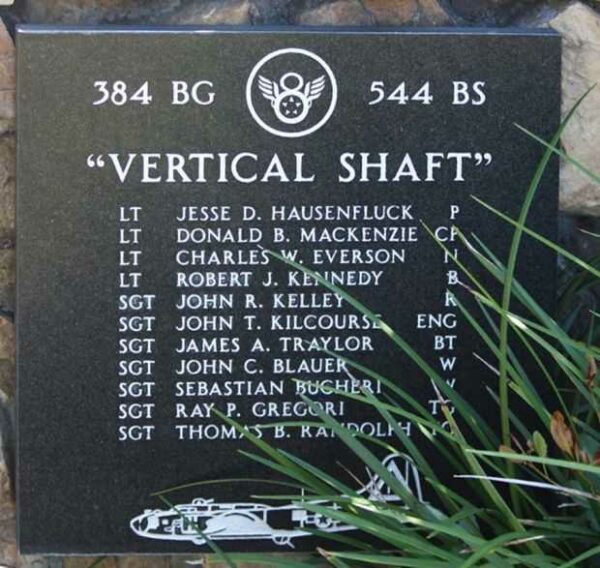 384 BG 544 BS
"VERTICAL SHAFT"
LT JESSE D. HAUSENFLUCK P
LT DONALD B. MACKENZIE CP
LT CHARLES W. EVERSON N
LT ROBERT J. KENNEDY B
SGT JOHN R. KELLEY R
SGT JOHN T. KILCOURSE ENG
SGT JAMES A. TRAYLOR BT
SGT JOHN C. BLAUER W
SGT SEBASTIAN BUCHERI W
SGT RAY P. GREGORI TG
SGT THOMAS B. RANDOLPH